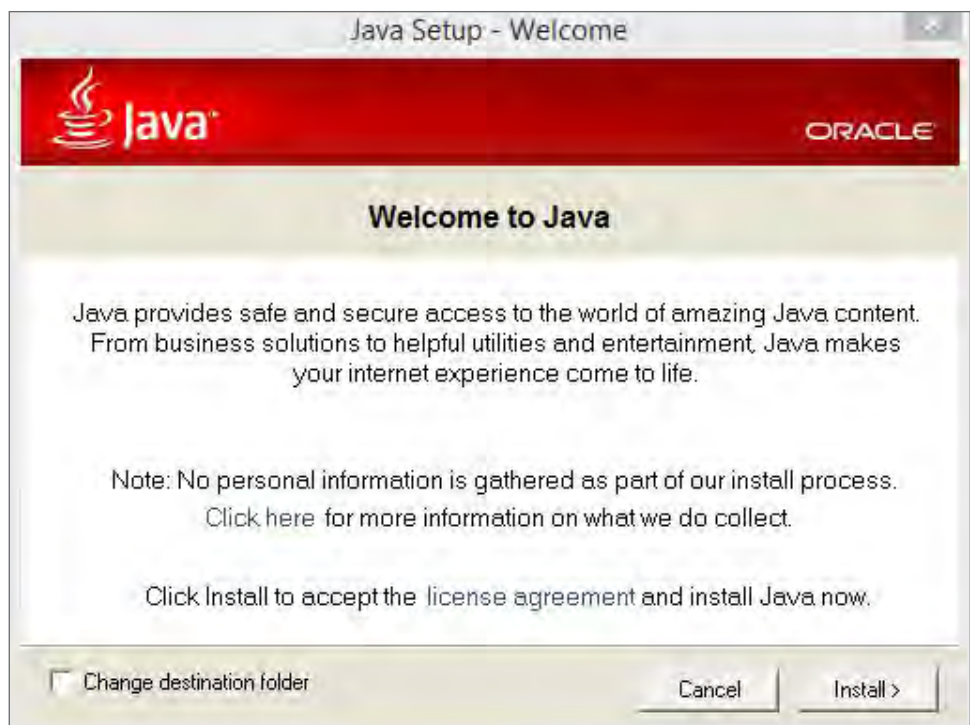 Java Setup - Welcome
Java™
ORACLE
Welcome to Java
Java provides safe and secure access to the world of amazing Java content.
From business solutions to helpful utilities and entertainment, Java makes
your internet experience come to life.
Note: No personal information is gathered as part of our install process.
Click here for more information on what we do collect.
Click Install to accept the license agreement and install Java now.
Change destination folder
Cancel
Install >